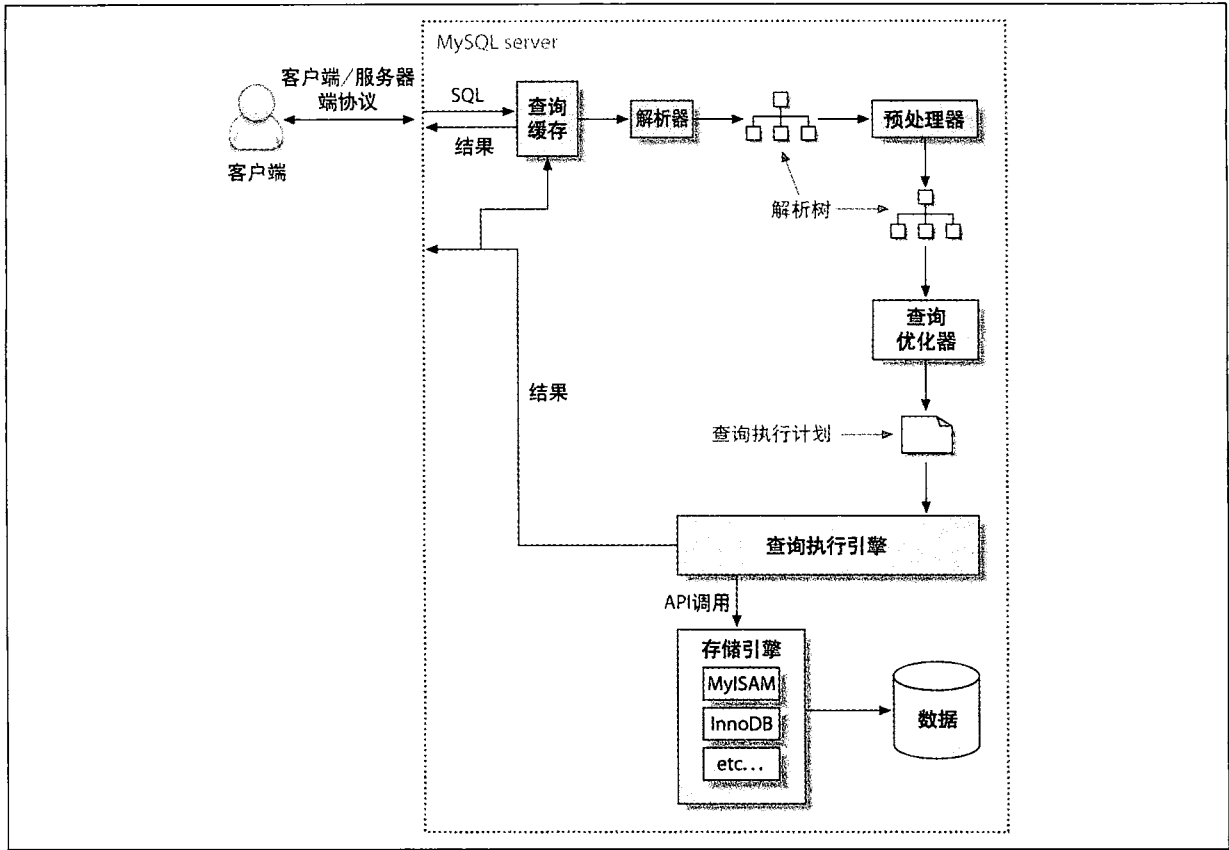 MySQL server
客户端/服务器
端协议
客户端
SQL
结果
查询
缓存
解析器
预处理器
解析树
查询
优化器
结果
查询执行计划
查询执行引擎
API调用
存储引擎
MyISAM
InnoDB
etc...
数据